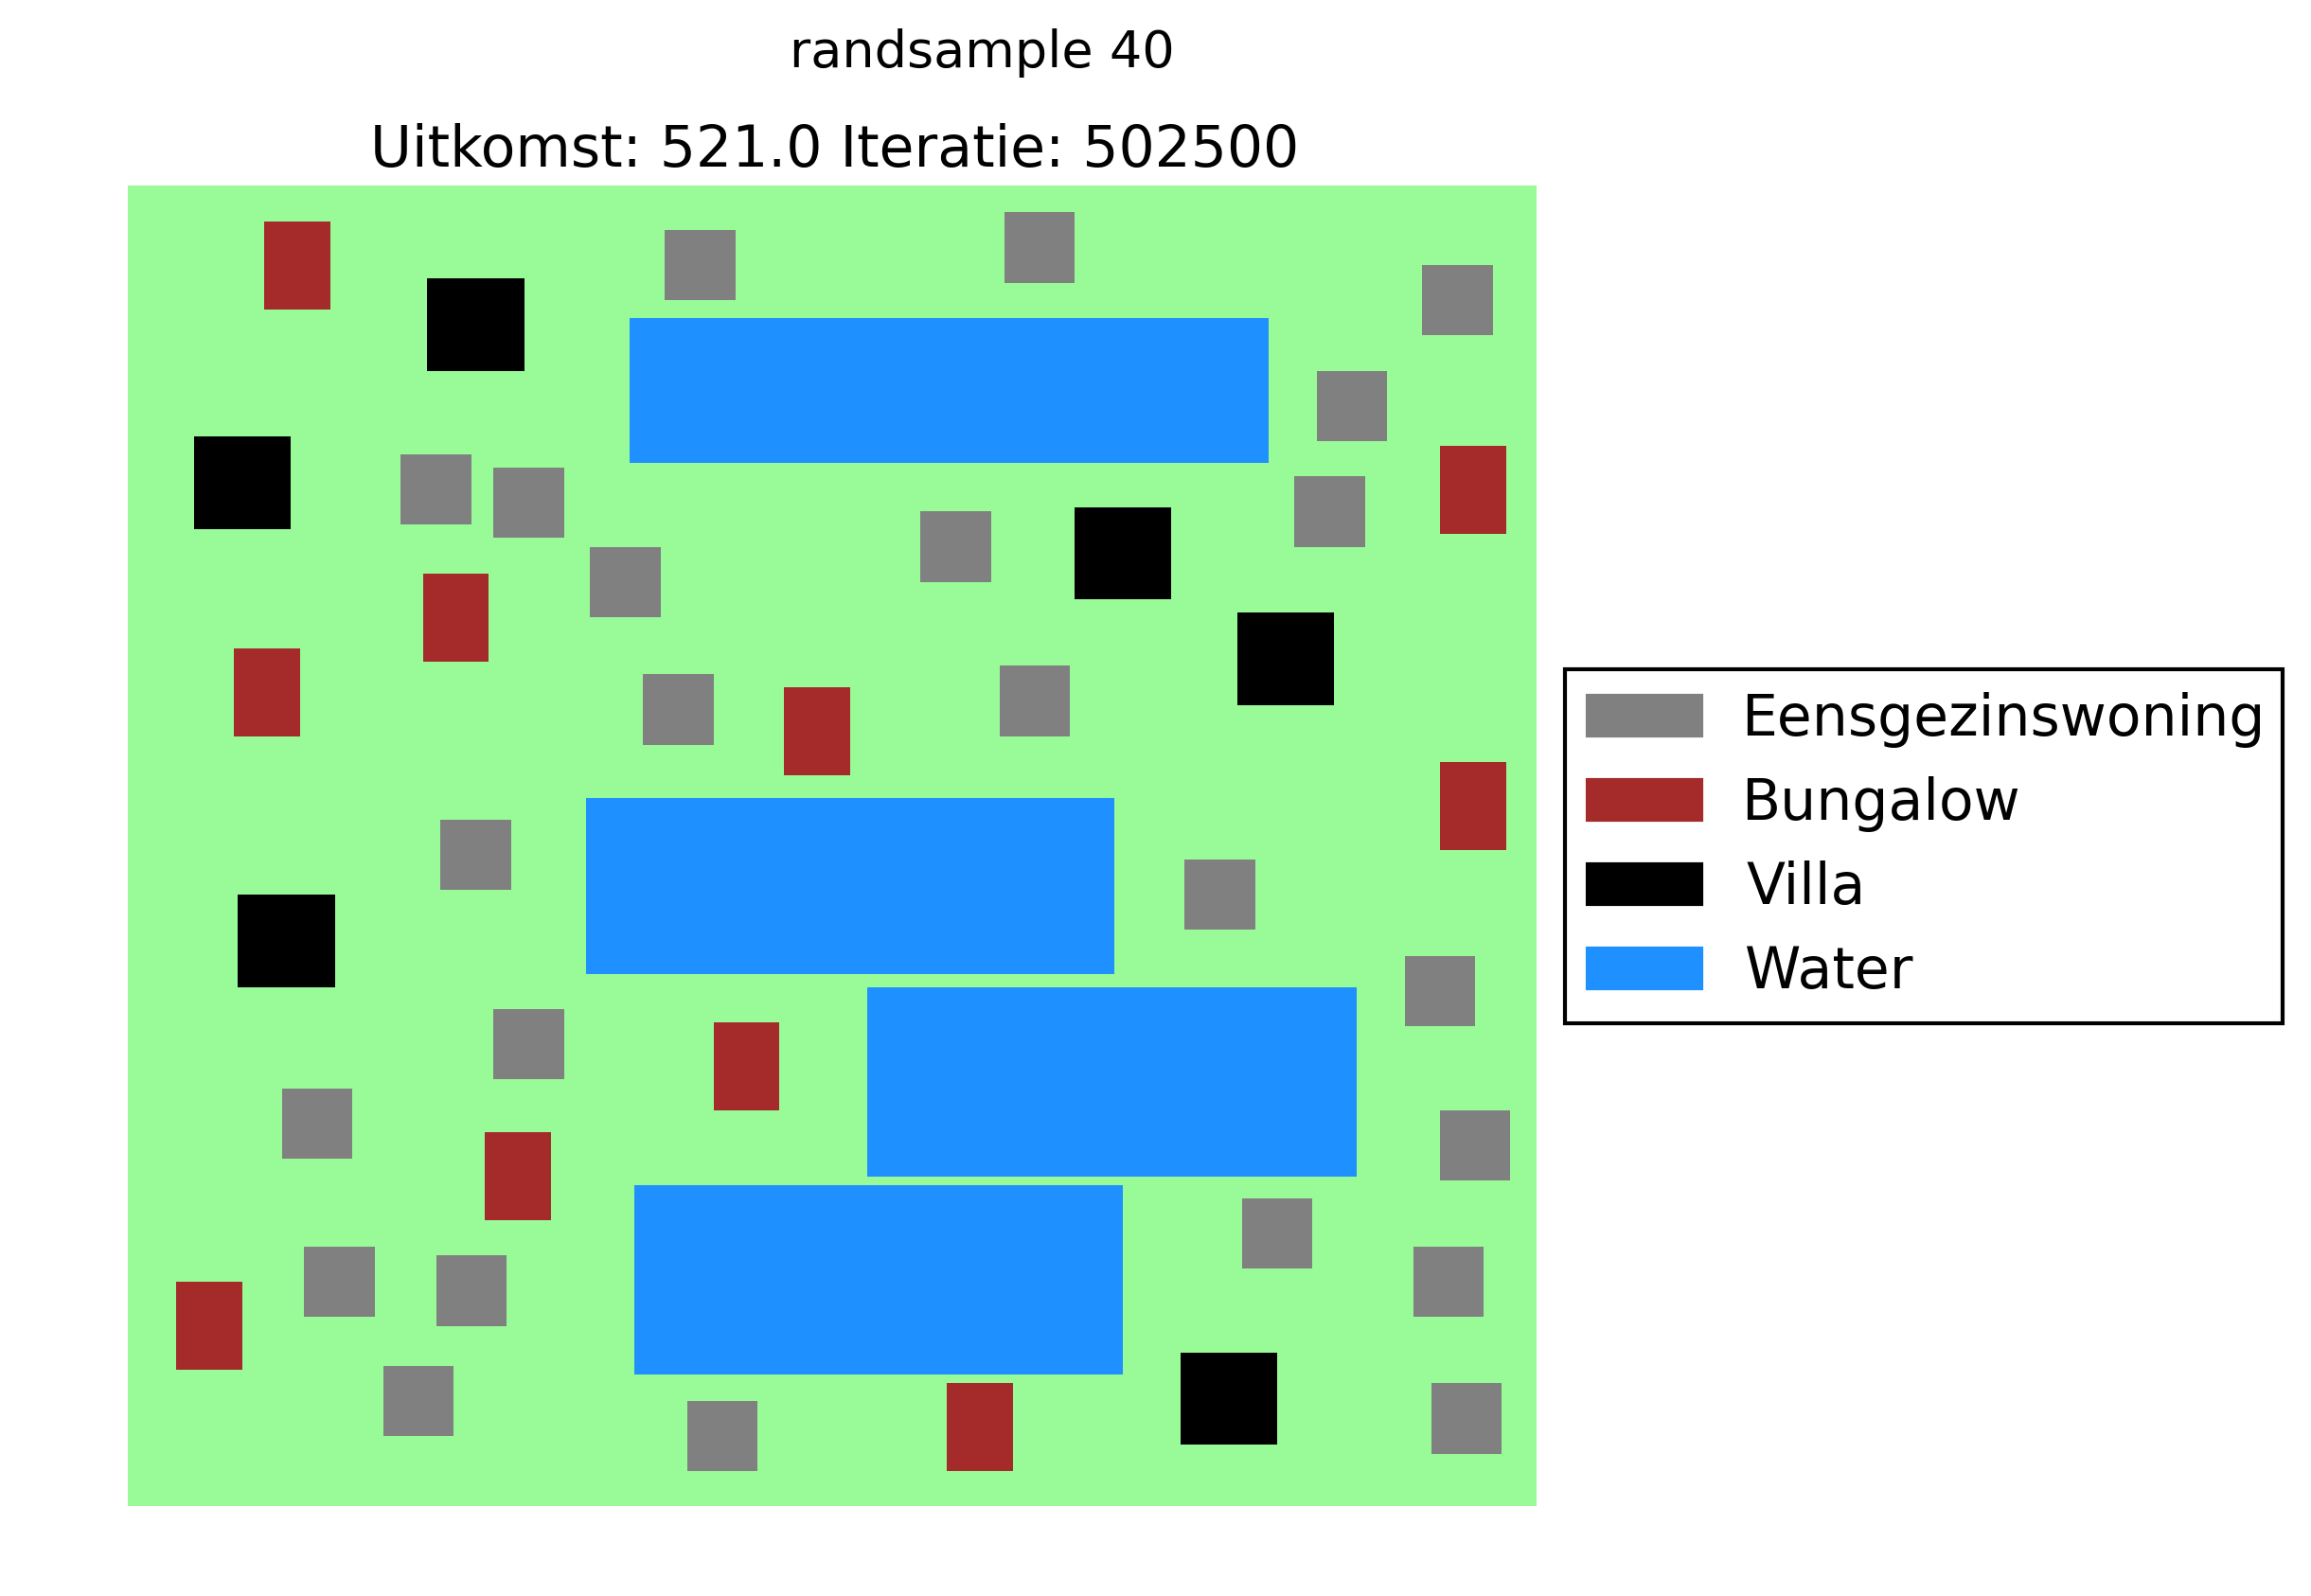 randsample 40
Uitkomst: 521.0 Iteratie: 502500
Eensgezinswoning
Bungalow
Villa
Water